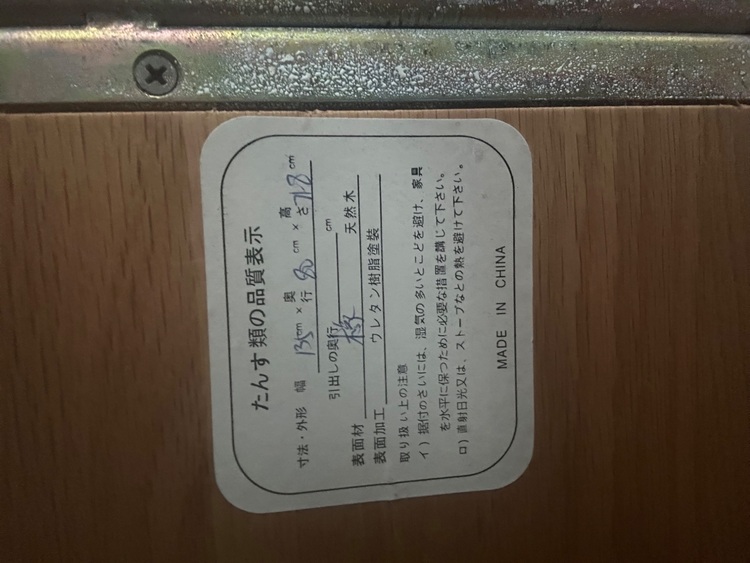 たんす類の品質表示
寸法・外形 幅 135cm × 奥行 80cm × 高さ 71.8cm
引出しの奥行 cm
表面材 天然木
表面加工 ウレタン樹脂塗装
取り扱い上の注意
イ) 据付のさいには、湿気の多いとこどを避け、家具
を水平に保つために必要な措置を講じて下さい。
ロ) 直射日光又は、ストーブなどの熱を避けて下さい。
MADE IN CHINA